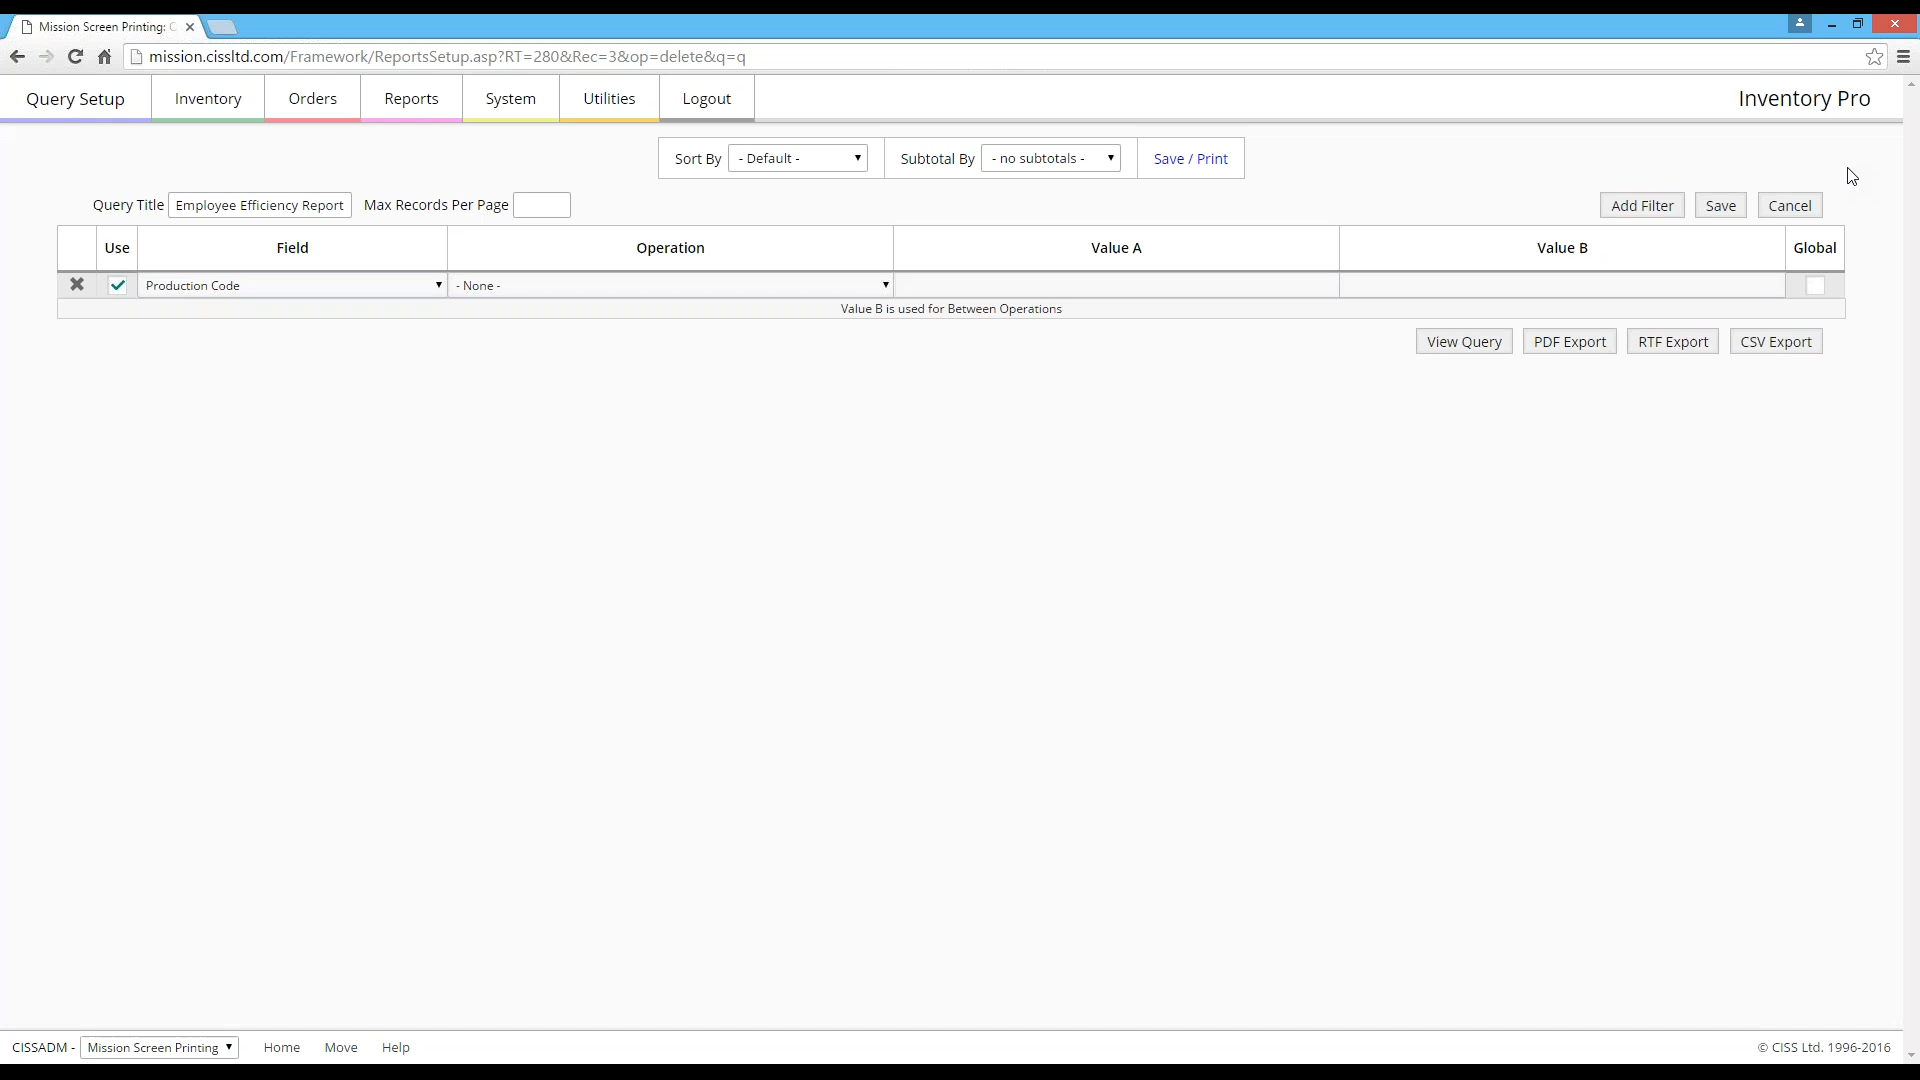 Mission Screen Printing: C
mission.cissltd.com/Framework/ReportsSetup.asp?RT=280&Rec=3&op=delete&q=q
Query Setup Inventory Orders Reports System Utilities Logout Inventory Pro
Sort By - Default - Subtotal By - no subtotals - Save / Print
Query Title Employee Efficiency Report Max Records Per Page Add Filter Save Cancel
Use Field Operation Value A Value B Global
Production Code - None -
Value B is used for Between Operations
View Query PDF Export RTF Export CSV Export
CISSADM - Mission Screen Printing Home Move Help © CISS Ltd. 1996-2016